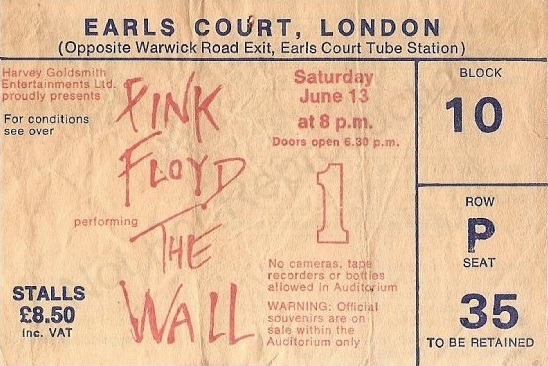 EARLS COURT, LONDON
(Opposite Warwick Road Exit, Earls Court Tube Station)
Harvey Goldsmith
Entertainments Ltd.
proudly presents
For conditions
see over
PINK
FLOYD
performing
THE
WALL
STALLS
£8.50
inc. VAT
Saturday
June 13
at 8 p.m.
Doors open 6.30 p.m.
1
No cameras, tape
recorders or bottles
allowed in Auditorium
WARNING: Official
souvenirs are on
sale within the
Auditorium only
BLOCK
10
ROW
P
SEAT
35
TO BE RETAINED